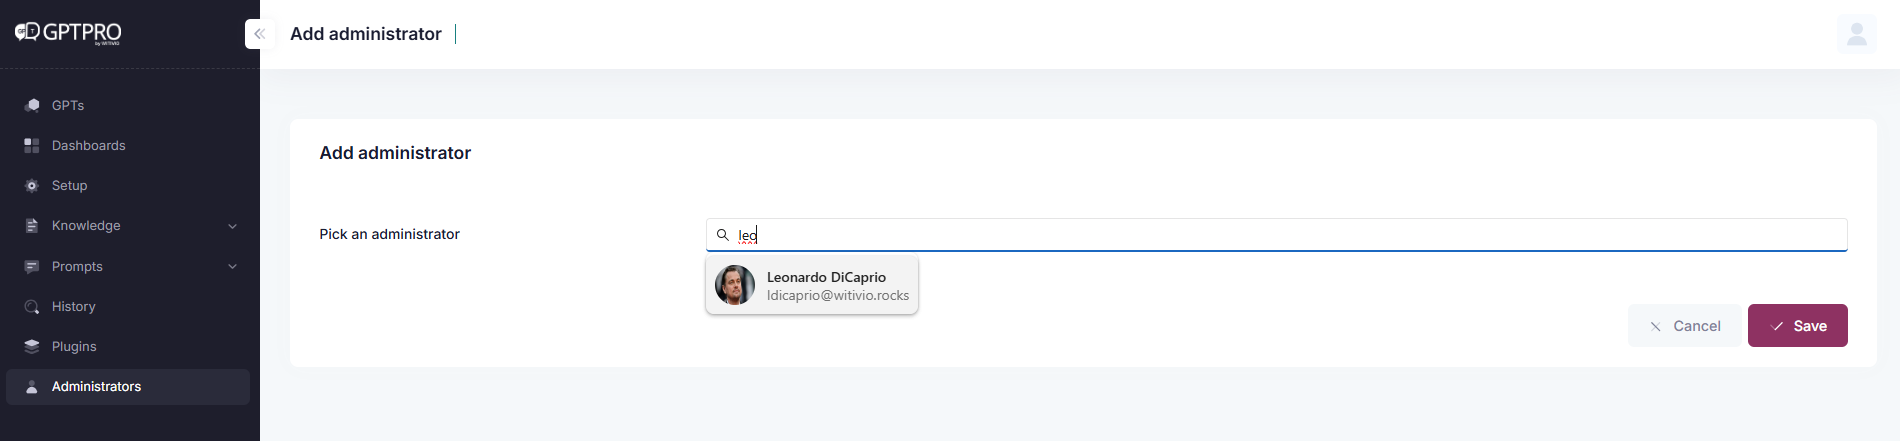 GPTPRO
by WITIVIO
GPTs
Dashboards
Setup
Knowledge
Prompts
History
Plugins
Administrators
Add administrator
Add administrator
Pick an administrator
leo
Leonardo DiCaprio
ldicaprio@witivio.rocks
Cancel
Save